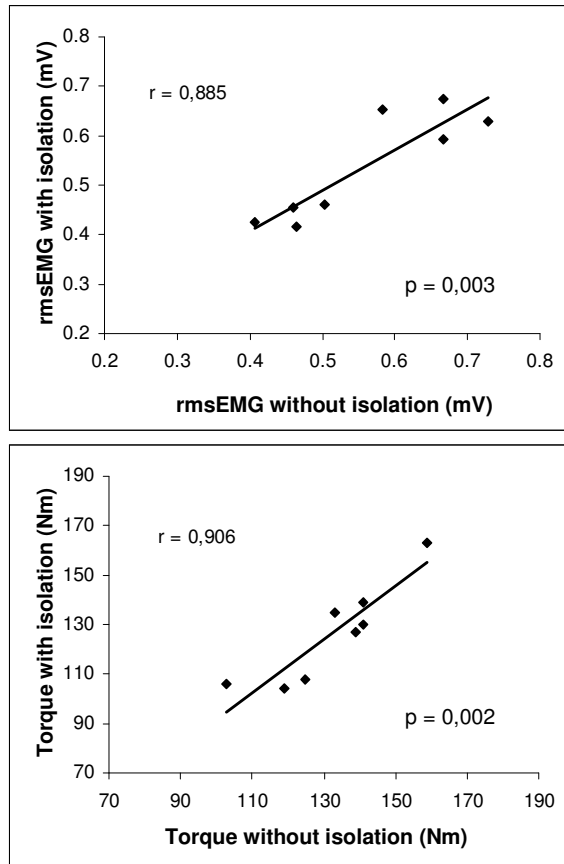 rmsEMG with isolation (mV)
0.8
0.7
0.6
0.5
0.4
0.3
0.2
r = 0,885
p = 0,003
0.2 0.3 0.4 0.5 0.6 0.7 0.8
rmsEMG without isolation (mV)
Torque with isolation (Nm)
190
170
150
130
110
90
70
r = 0,906
p = 0,002
70 90 110 130 150 170 190
Torque without isolation (Nm)